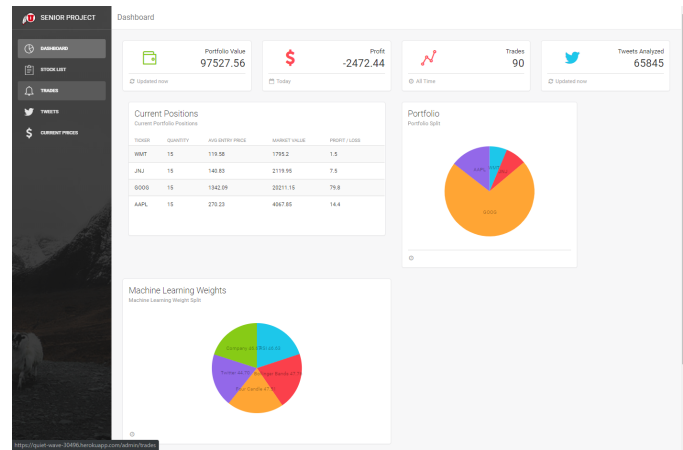 SENIOR PROJECT
Dashboard
DASHBOARD
STOCK LIST
TRADES
TWEETS
CURRENT PRICES
Portfolio Value
97527.56
Updated now
Profit
-2472.44
Today
Trades
90
All Time
Tweets Analyzed
65845
Updated now
Current Positions
Current Portfolio Positions
TICKER QUANTITY AVG ENTRY PRICE MARKET VALUE PROFIT / LOSS
WMT 15 119.58 1795.2 1.5
JNJ 15 140.83 2119.95 7.5
GOOG 15 1342.09 20211.15 79.8
AAPL 15 270.23 4067.85 14.4
Portfolio
Portfolio Split
AAPL
GOOG
Machine Learning Weights
Machine Learning Weight Split
https://quiet-wave-30496.herokuapp.com/admin/trades